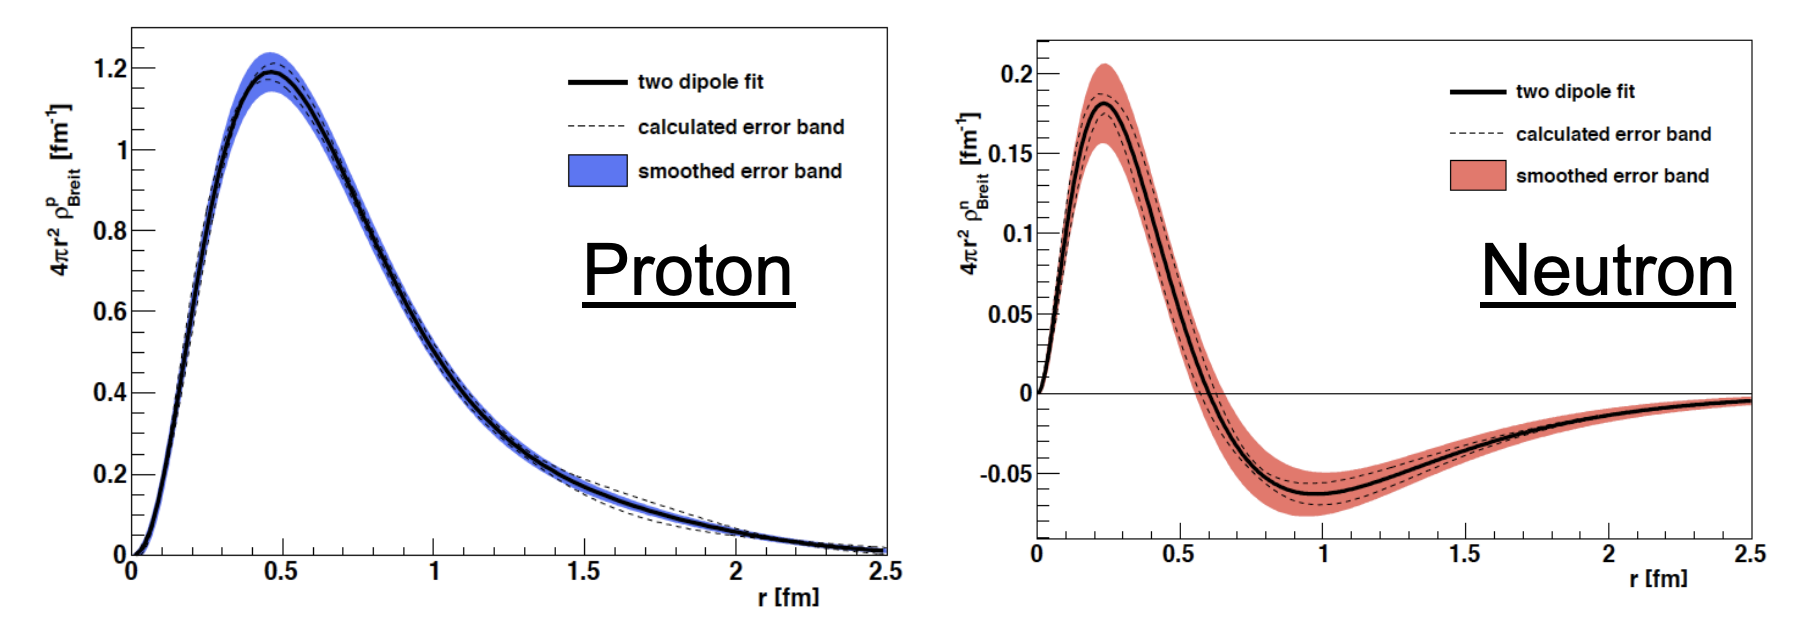 4πr² ρᵖBreit [fm⁻¹]
1.2
1
0.8
0.6
0.4
0.2
0
two dipole fit
calculated error band
smoothed error band
Proton
0 0.5 1 1.5 2 2.5
r [fm]
4πr² ρⁿBreit [fm⁻¹]
0.2
0.15
0.1
0.05
0
-0.05
two dipole fit
calculated error band
smoothed error band
Neutron
0 0.5 1 1.5 2 2.5
r [fm]